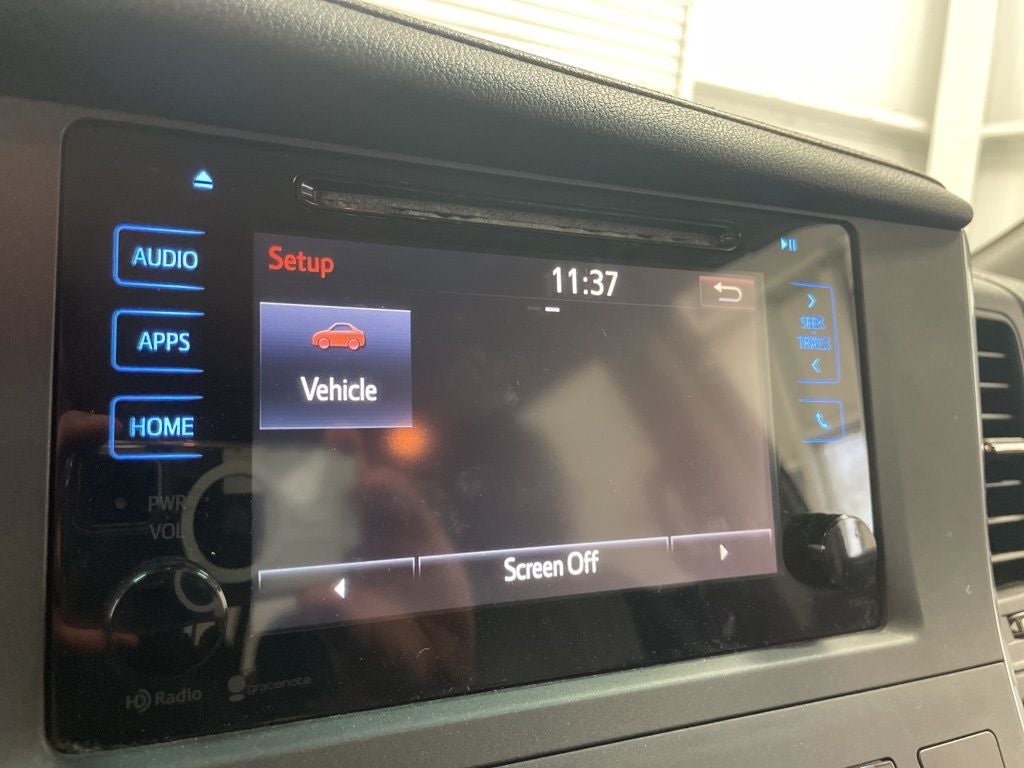 AUDIO
APPS
HOME
PWR
VOL
HD Radio
gracenote
Setup
11:37
Vehicle
Screen Off
SEEK
TRACK